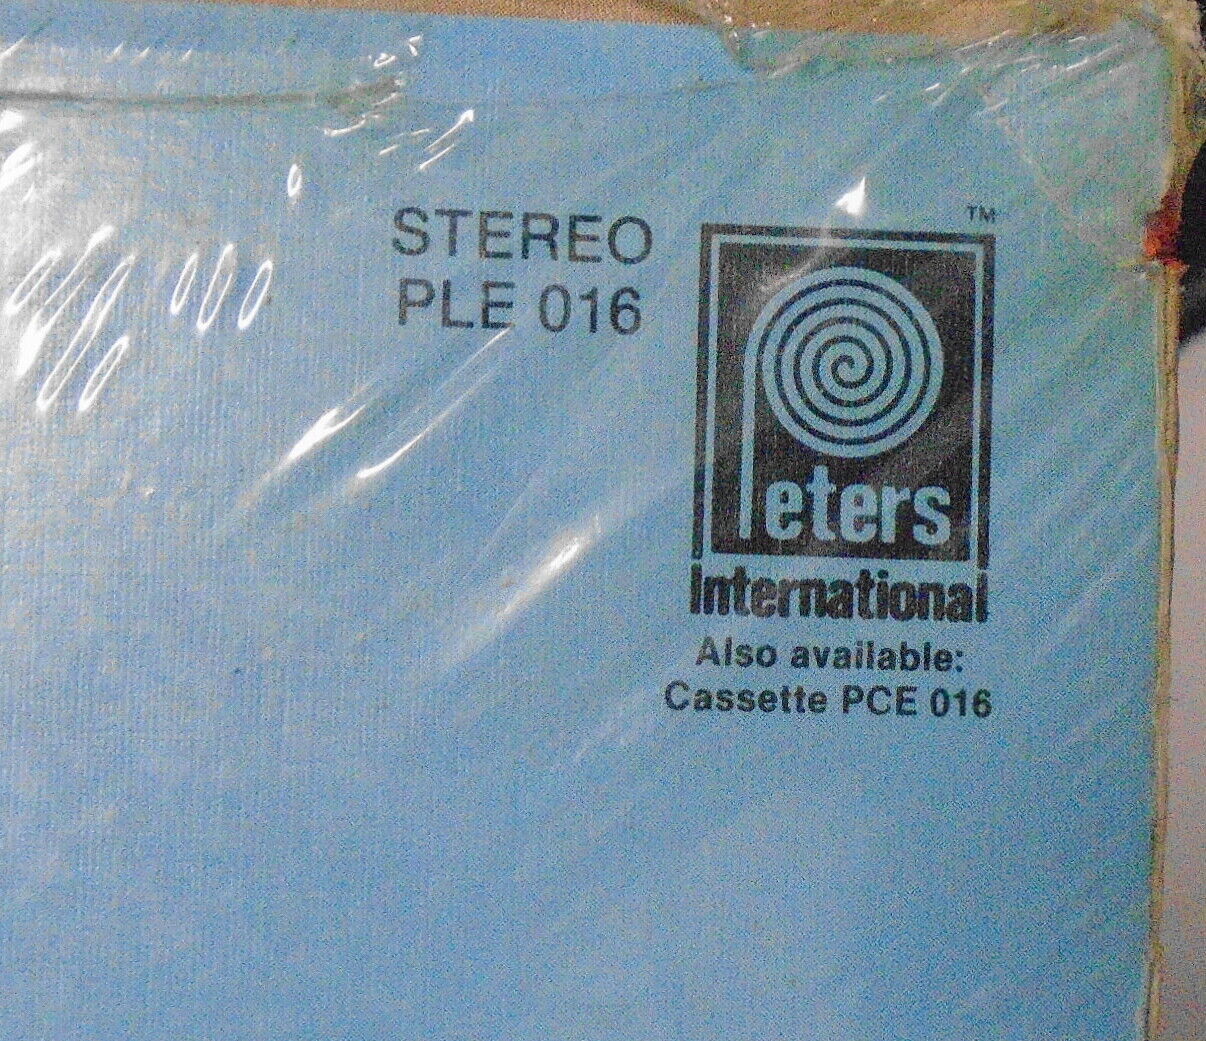 STEREO
PLE 016
TM
Peters
International
Also available:
Cassette PCE 016